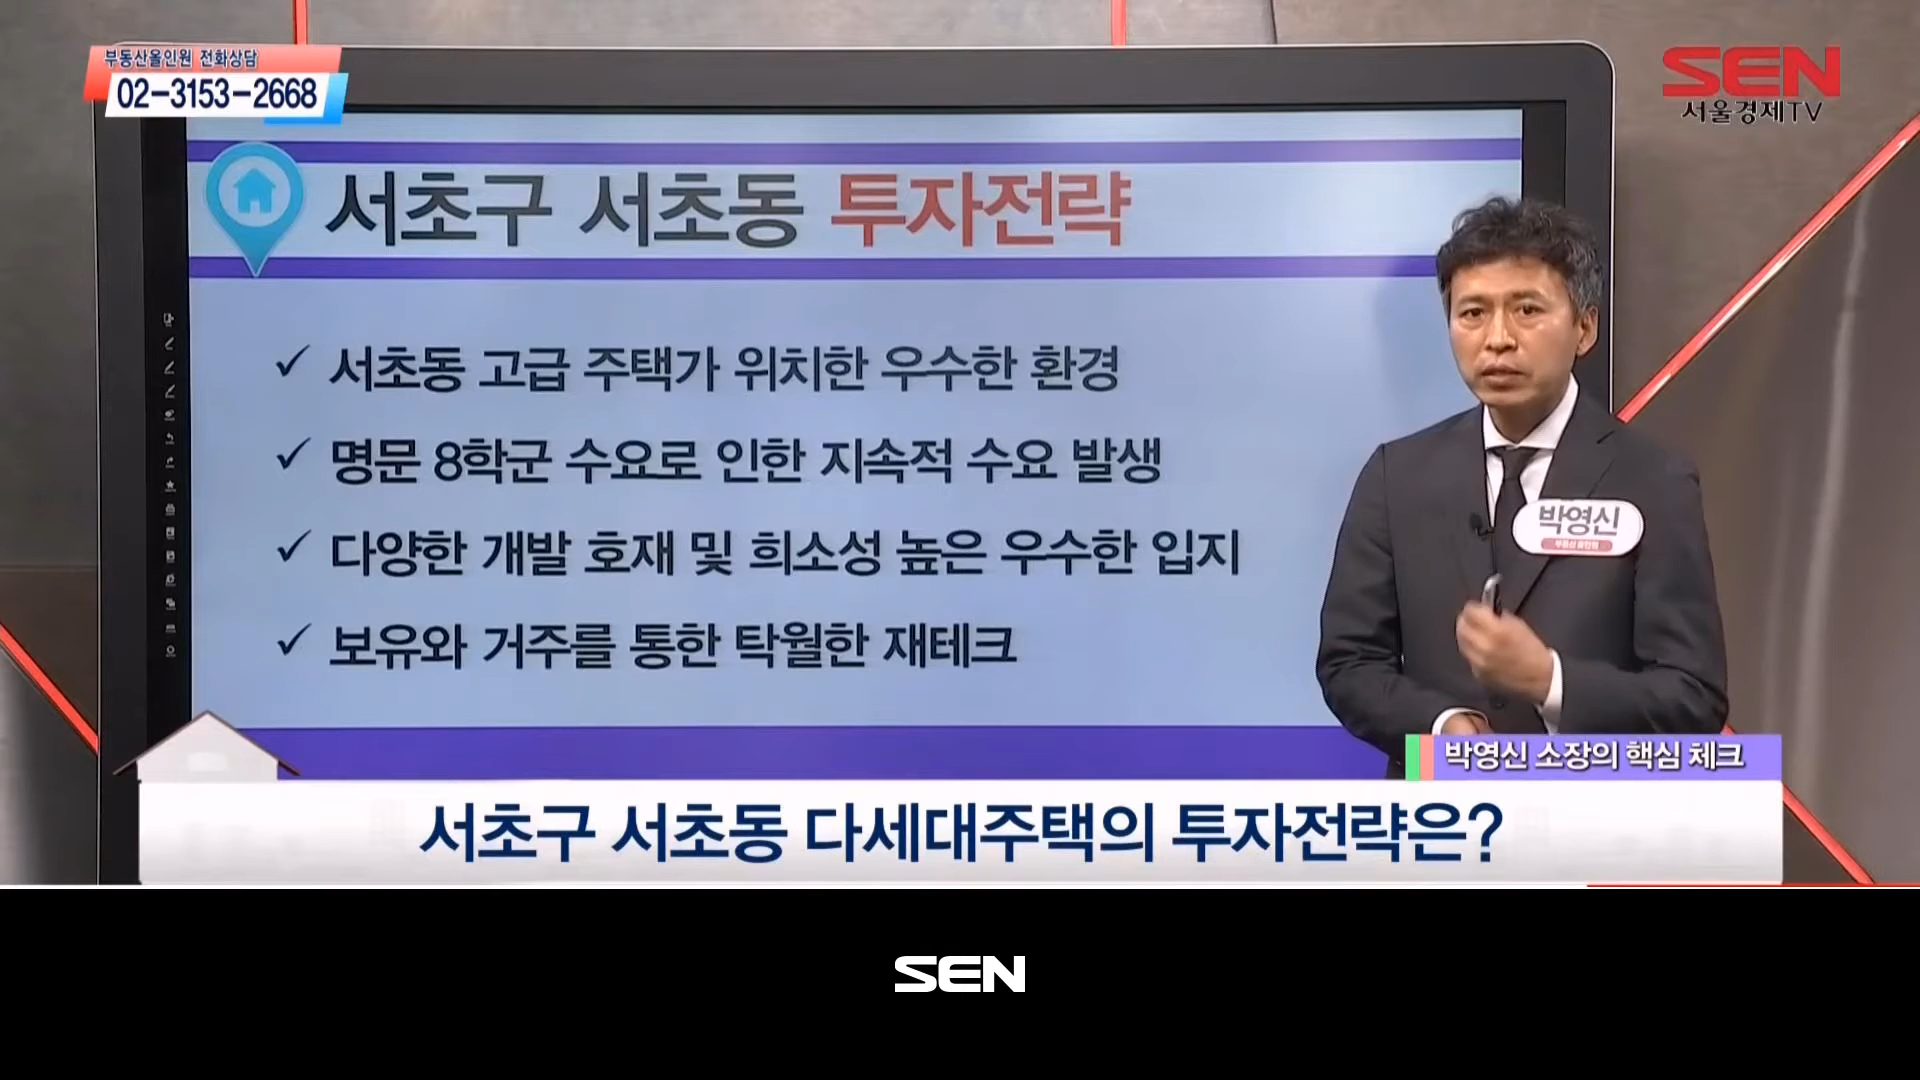 부동산올인원 전화상담
02-3153-2668
SEN
서울경제TV
서초구 서초동 투자전략
✓ 서초동 고급 주택가 위치한 우수한 환경
✓ 명문 8학군 수요로 인한 지속적 수요 발생
✓ 다양한 개발 호재 및 희소성 높은 우수한 입지
✓ 보유와 거주를 통한 탁월한 재테크
박영신
부동산 올인원
박영신 소장의 핵심 체크
서초구 서초동 다세대주택의 투자전략은?
SEN